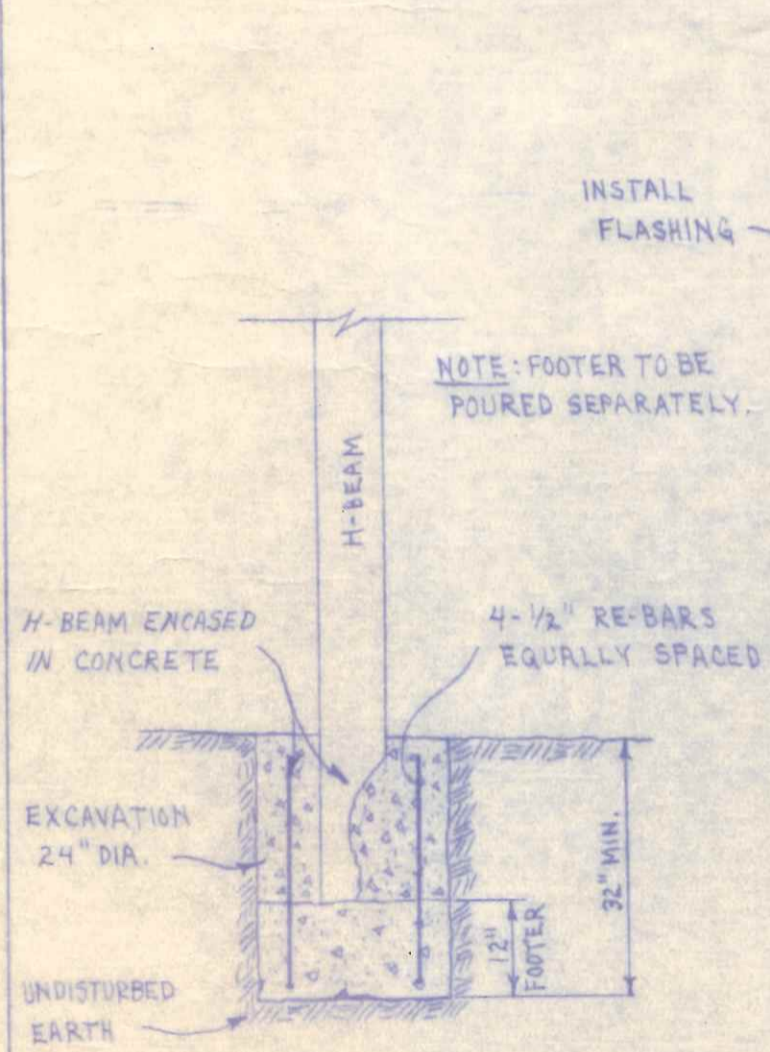 INSTALL
FLASHING
NOTE: FOOTER TO BE
POURED SEPARATELY.
H-BEAM
H-BEAM ENCASED
IN CONCRETE
4-1/2" RE-BARS
EQUALLY SPACED
EXCAVATION
24" DIA.
32" MIN.
12"
FOOTER
UNDISTURBED
EARTH